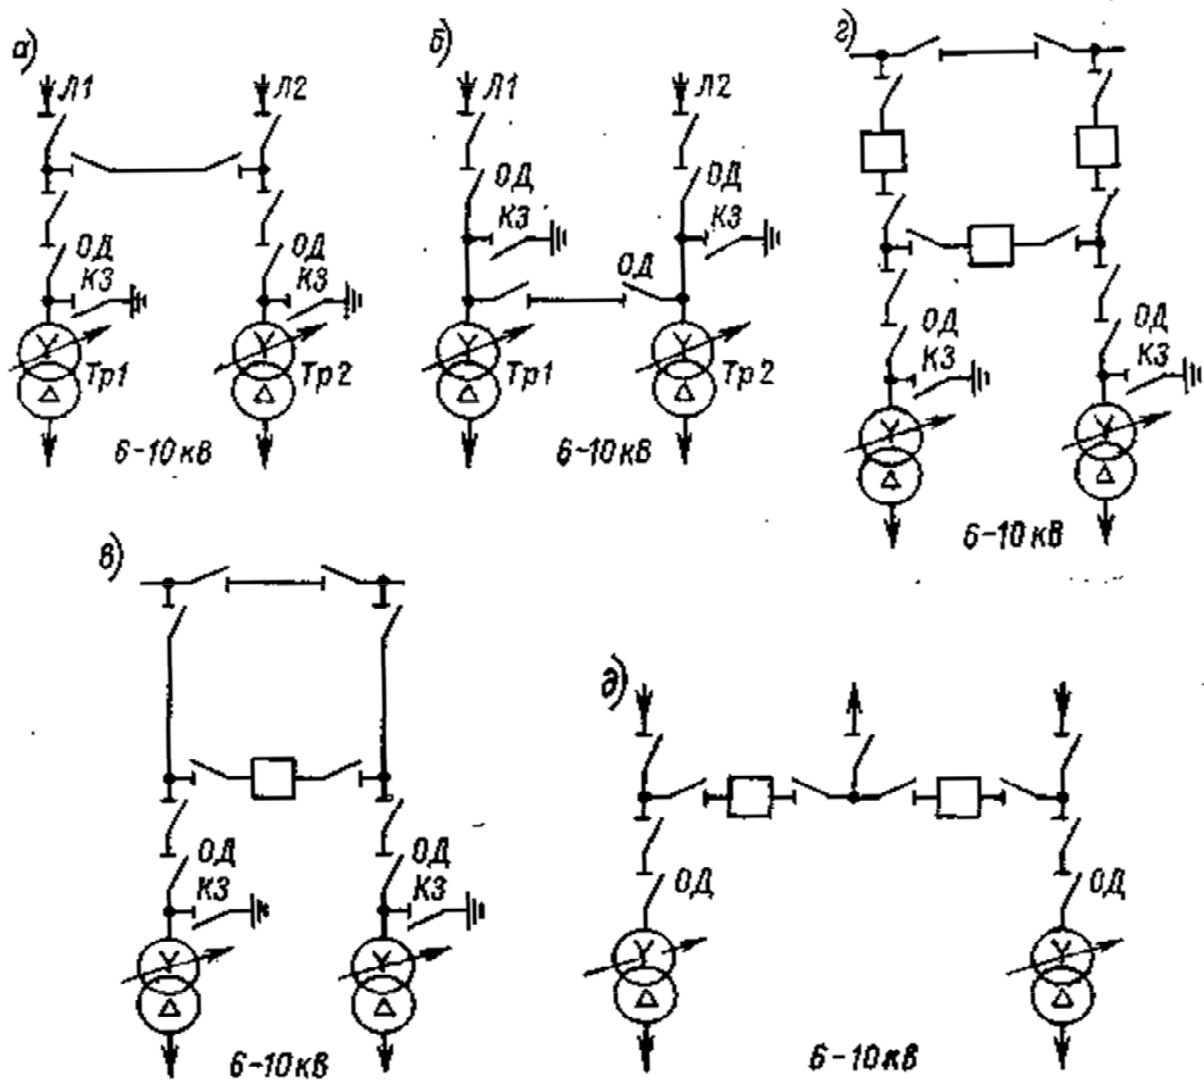 а)
Л1
Л2
ОД
КЗ
ОД
КЗ
Y
Y
Тр1
Тр2
Δ
Δ
6-10 кв
б)
Л1
Л2
ОД
КЗ
ОД
КЗ
ОД
Y
Y
Тр1
Тр2
Δ
Δ
6-10 кв
г)
ОД
КЗ
ОД
КЗ
Y
Y
Δ
Δ
6-10 кв
в)
ОД
КЗ
ОД
КЗ
Y
Y
Δ
Δ
6-10 кв
д)
ОД
ОД
Y
Y
Δ
Δ
6-10 кв